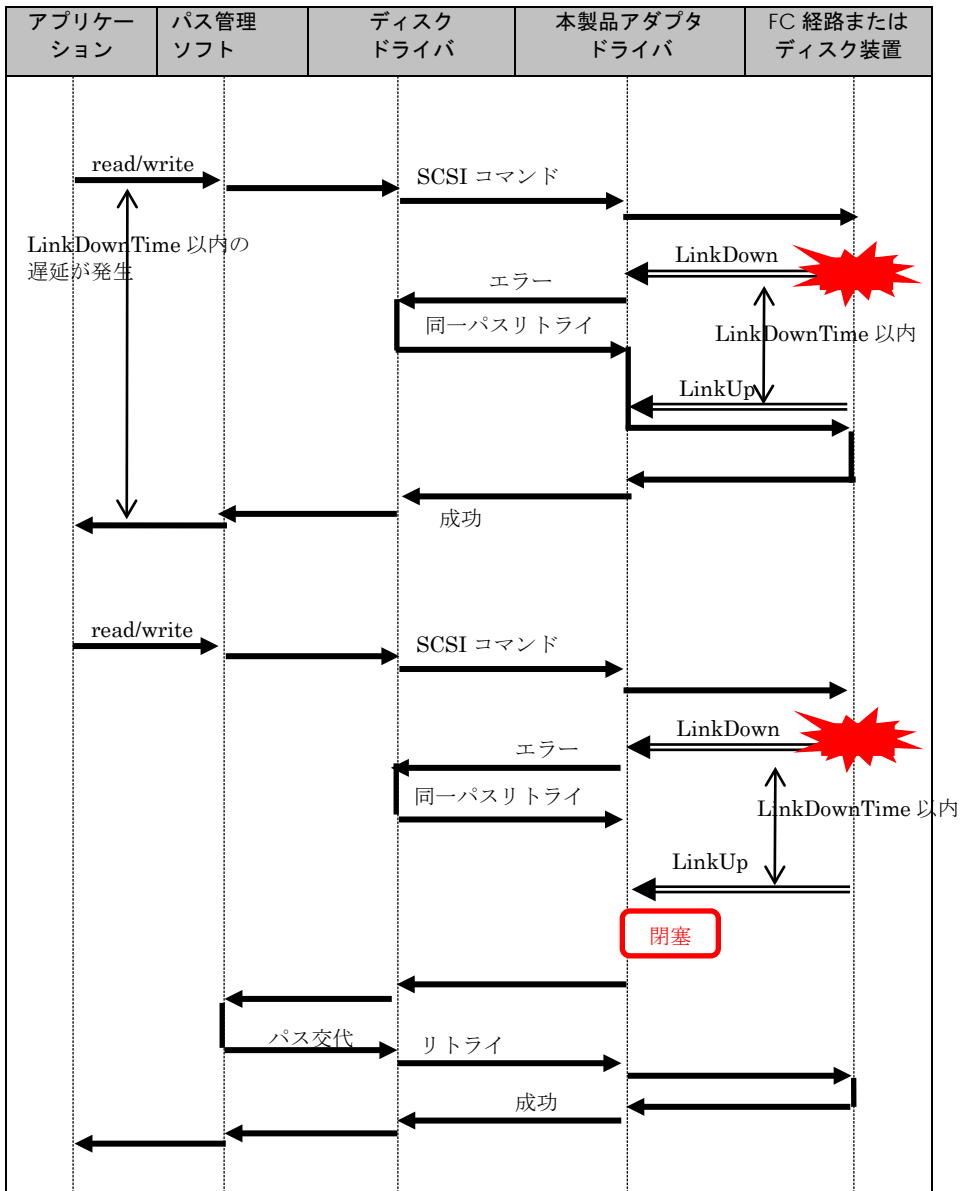 アプリケー
ション
パス管理
ソフト
ディスク
ドライバ
本製品アダプタ
ドライバ
FC 経路または
ディスク装置
read/write
SCSI コマンド
LinkDownTime 以内の
遅延が発生
LinkDown
エラー
同一パスリトライ
LinkDownTime 以内
LinkUp
成功
read/write
SCSI コマンド
LinkDown
エラー
同一パスリトライ
LinkDownTime 以内
LinkUp
閉塞
パス交代
リトライ
成功